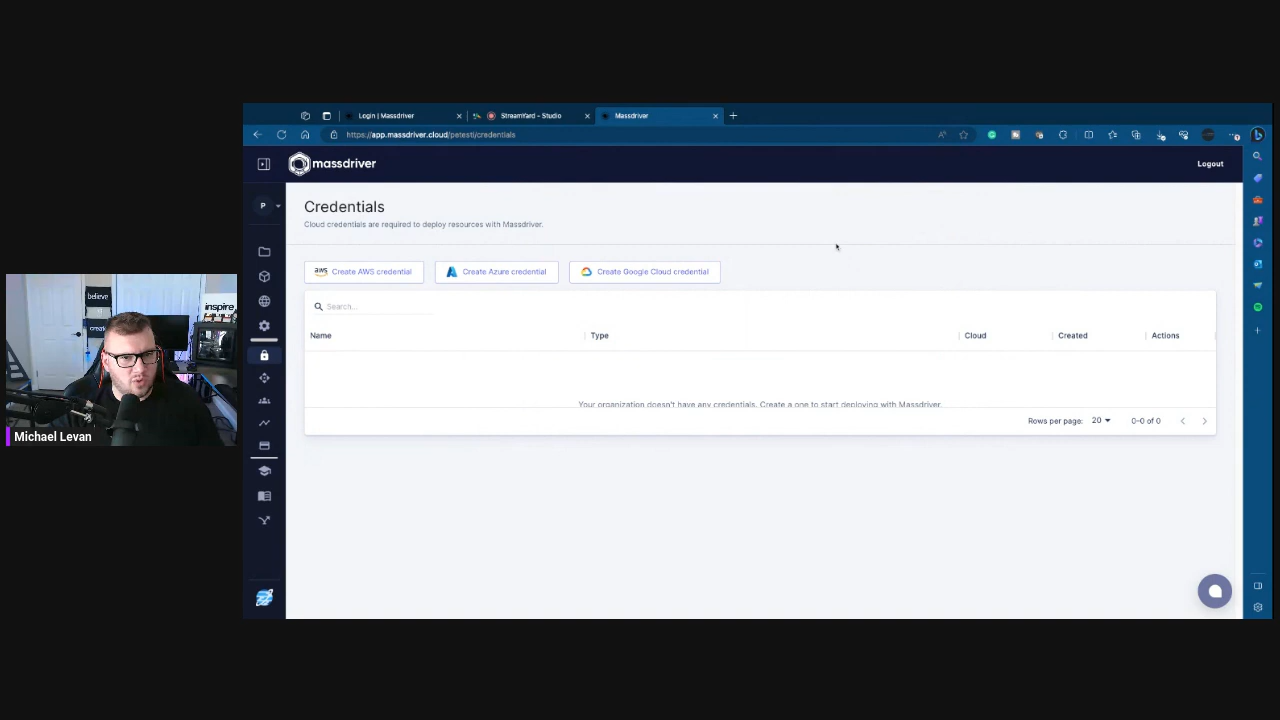 Login | Massdriver
StreamYard - Studio
Massdriver
https://app.massdriver.cloud/petesti/credentials
massdriver
Logout
P
Credentials
Cloud credentials are required to deploy resources with Massdriver.
aws Create AWS credential
Create Azure credential
Create Google Cloud credential
Search...
Name
Type
Cloud
Created
Actions
Your organization doesn't have any credentials. Create a one to start deploying with Massdriver.
Rows per page: 20
0-0 of 0
believe
create
inspire
Michael Levan